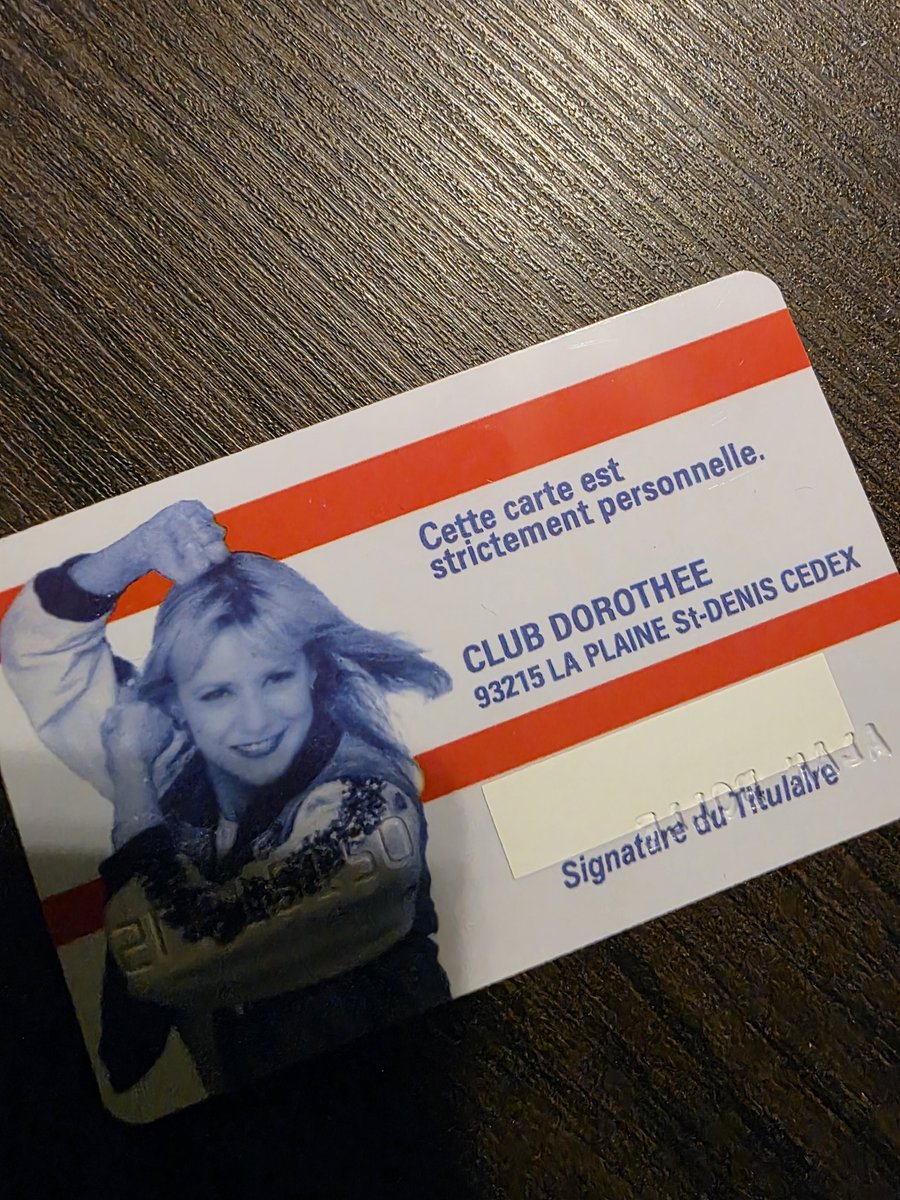 Cette carte est
strictement personnelle.
CLUB DOROTHEE
93215 LA PLAINE St-DENIS CEDEX
Signature du Titulaire